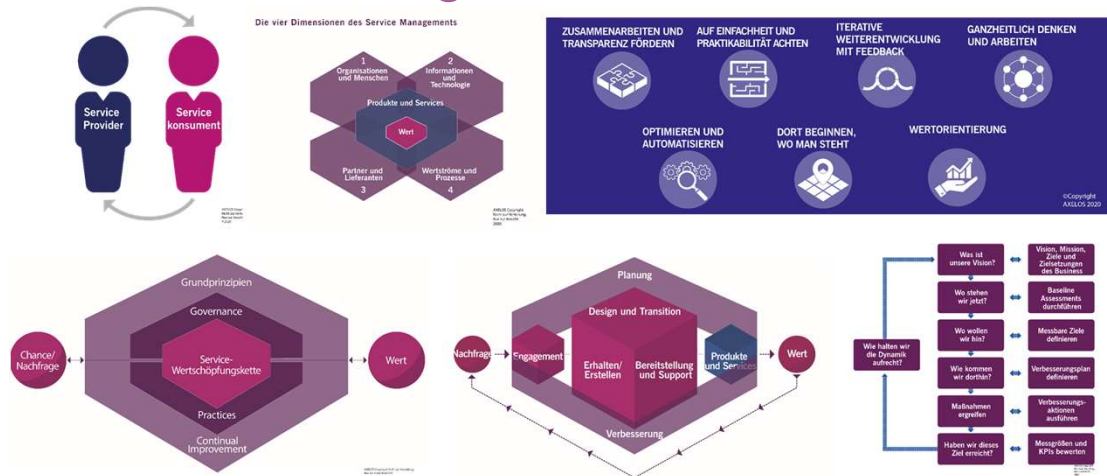 Service
Provider
Service
konsument
Die vier Dimensionen des Service Managements
1
Organisationen
und Menschen
2
Informationen
und
Technologie
Produkte und Services
Wert
Partner und
Lieferanten
3
Wertströme und
Prozesse
4
ZUSAMMENARBEITEN UND
TRANSPARENZ FÖRDERN
AUF EINFACHHEIT UND
PRAKTIKABILITÄT ACHTEN
ITERATIVE
WEITERENTWICKLUNG
MIT FEEDBACK
GANZHEITLICH DENKEN
UND ARBEITEN
OPTIMIEREN UND
AUTOMATISIEREN
DORT BEGINNEN,
WO MAN STEHT
WERTORIENTIERUNG
©Copyright
AXELOS 2020
Chance/
Nachfrage
Grundprinzipien
Governance
Service-
Wertschöpfungskette
Practices
Continual
Improvement
Wert
Nachfrage
Engagement
Planung
Design und Transition
Erhalten/
Erstellen
Bereitstellung
und Support
Produkte
und Services
Verbesserung
Wert
Wie halten wir
die Dynamik
aufrecht?
Was ist
unsere Vision?
Vision, Mission,
Ziele und
Zielsetzungen
des Business
Wo stehen
wir jetzt?
Baseline
Assessments
durchführen
Wo wollen
wir hin?
Messbare Ziele
definieren
Wie kommen
wir dorthin?
Verbesserungsplan
definieren
Maßnahmen
ergreifen
Verbesserungs-
aktionen
ausführen
Haben wir dieses
Ziel erreicht?
Messgrößen und
KPIs bewerten